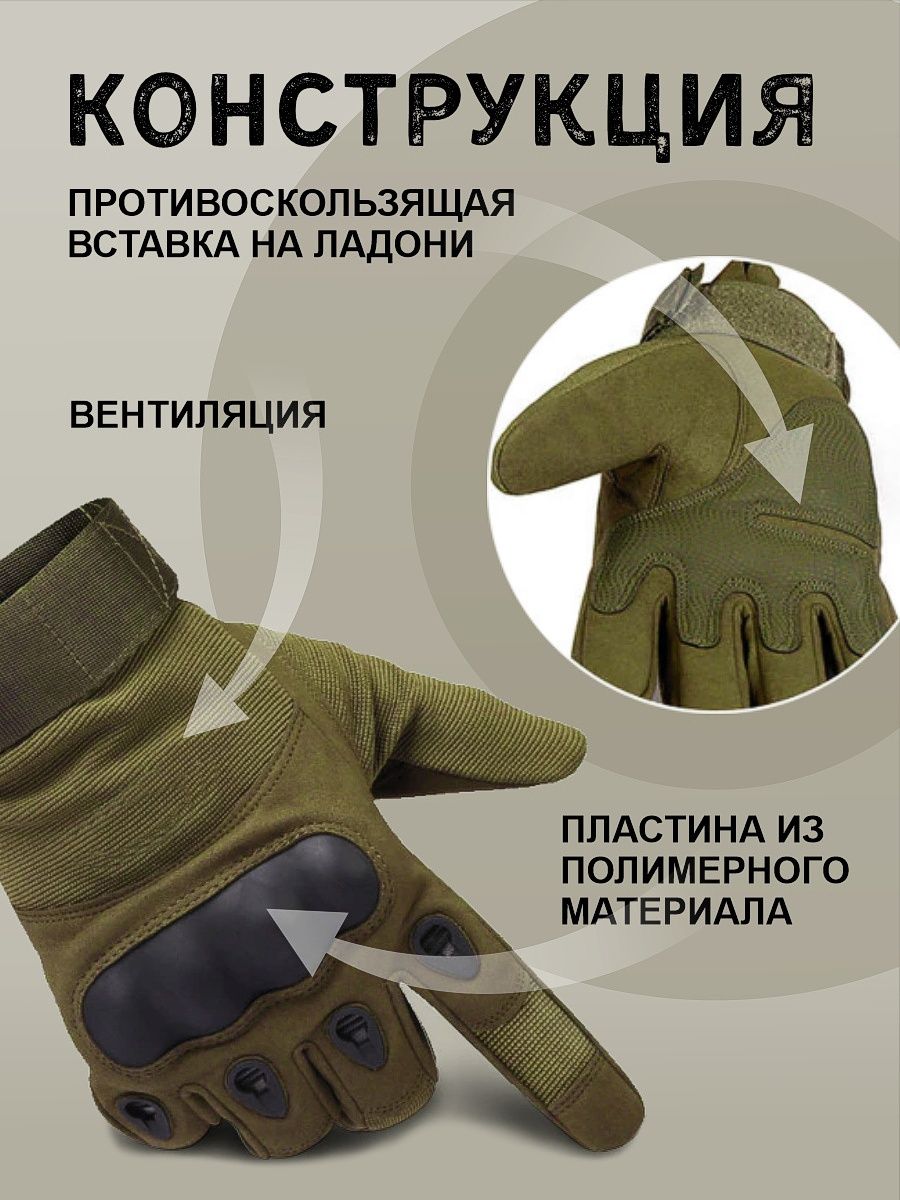 КОНСТРУКЦИЯ
ПРОТИВОСКОЛЬЗЯЩАЯ
ВСТАВКА НА ЛАДОНИ
ВЕНТИЛЯЦИЯ
ПЛАСТИНА ИЗ
ПОЛИМЕРНОГО
МАТЕРИАЛА